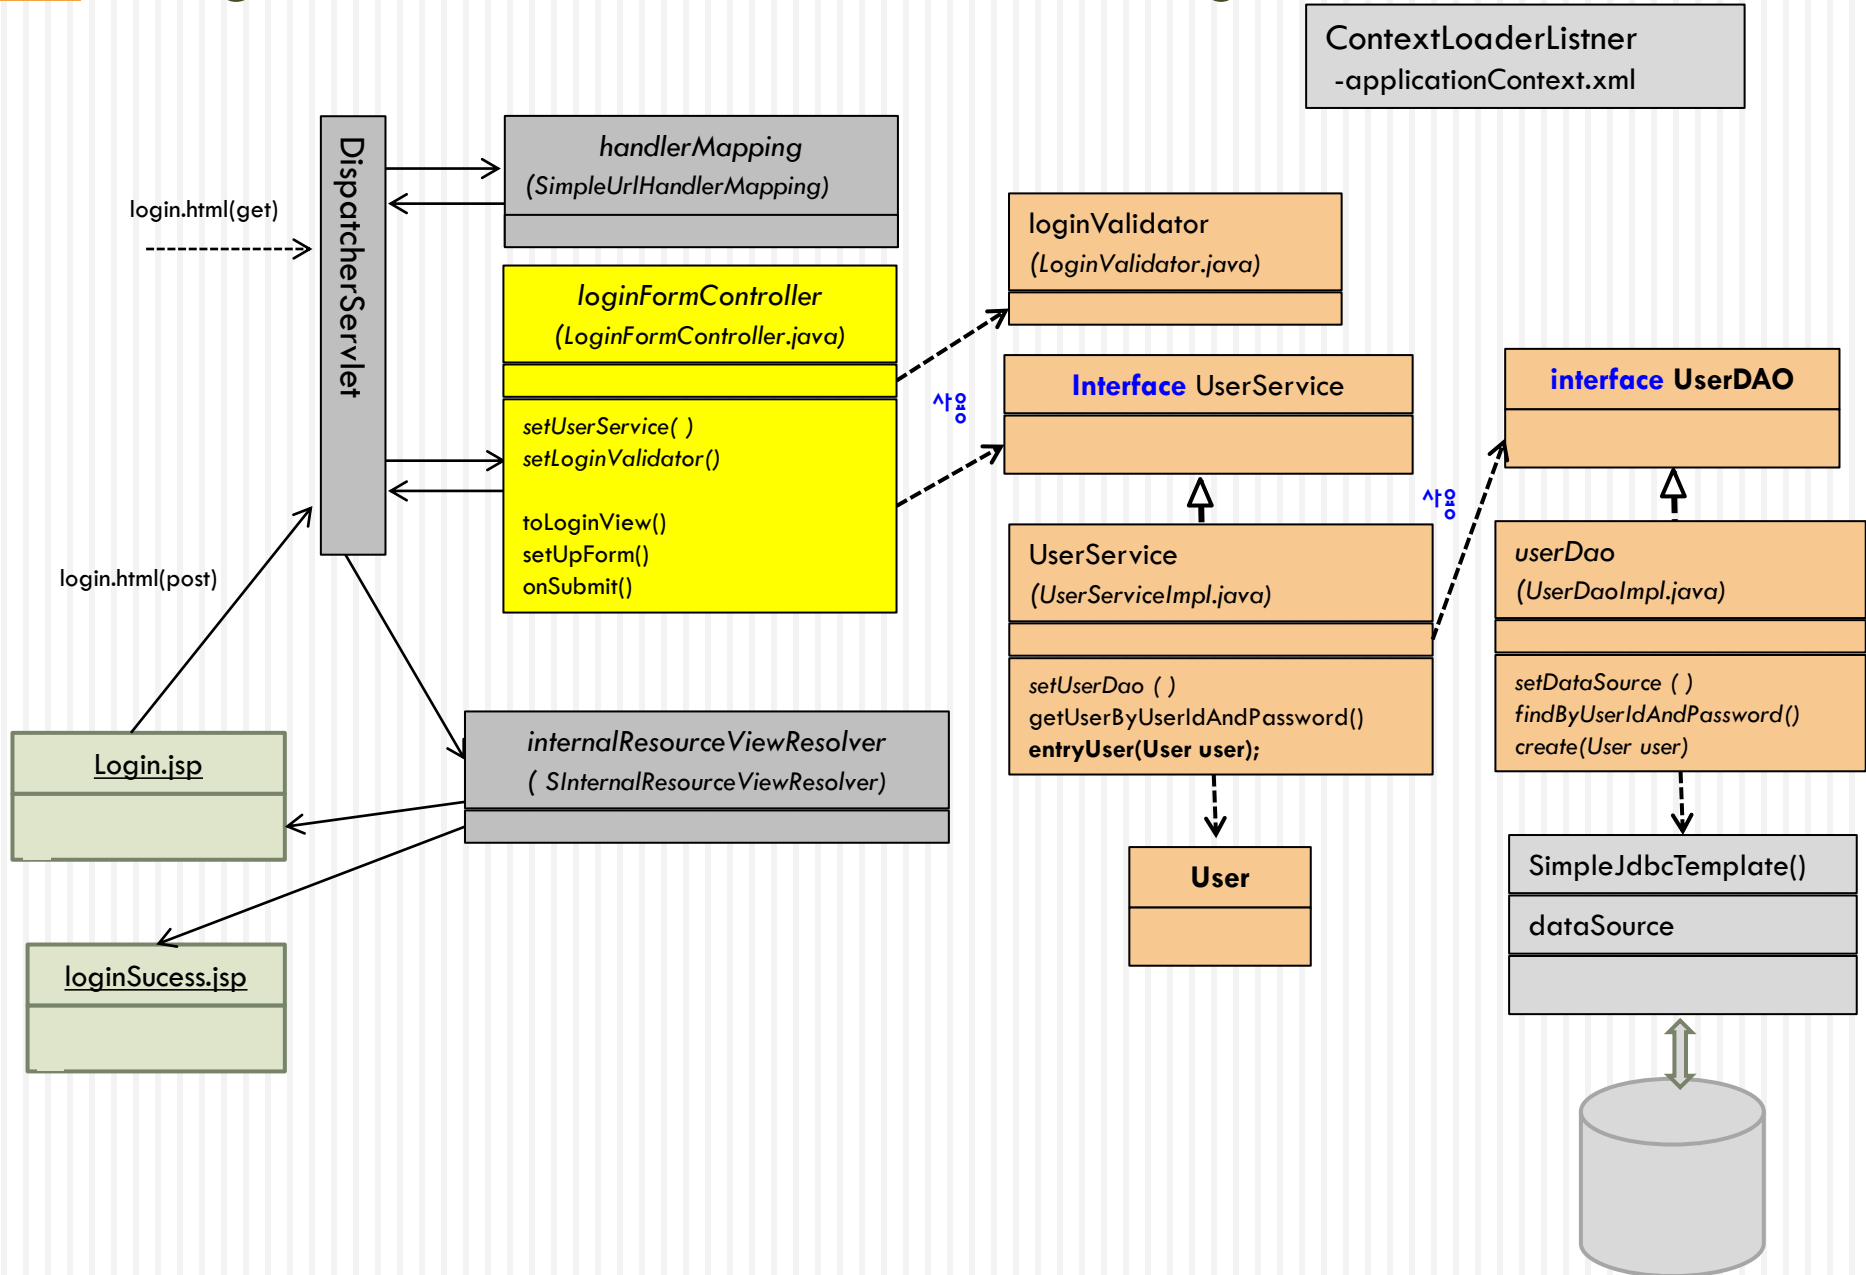 ContextLoaderListner
-applicationContext.xml
DispatcherServlet
handlerMapping
(SimpleUrlHandlerMapping)
login.html(get)
loginFormController
(LoginFormController.java)
setUserService( )
setLoginValidator()
toLoginView()
setUpForm()
onSubmit()
loginValidator
(LoginValidator.java)
사용
Interface UserService
interface UserDAO
사용
UserService
(UserServiceImpl.java)
setUserDao ( )
getUserByUserIdAndPassword()
entryUser(User user);
userDao
(UserDaoImpl.java)
setDataSource ( )
findByUserIdAndPassword()
create(User user)
login.html(post)
Login.jsp
internalResourceViewResolver
( SInternalResourceViewResolver)
User
SimpleJdbcTemplate()
dataSource
loginSucess.jsp